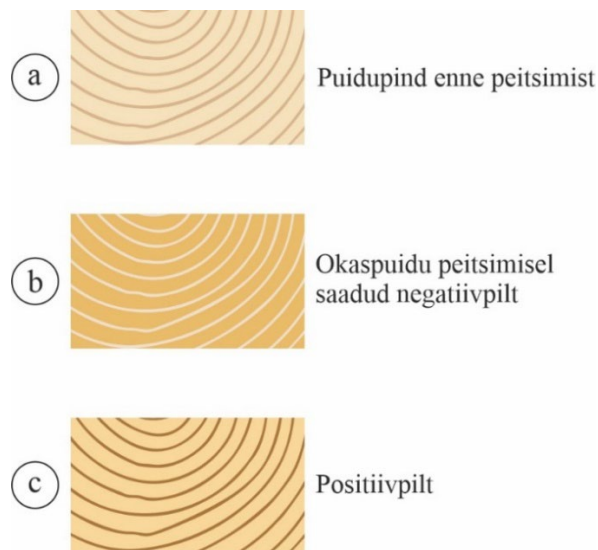 a
Puidupind enne peitsimist
b
Okaspuidu peitsimisel
saadud negatiivpilt
c
Positiivpilt